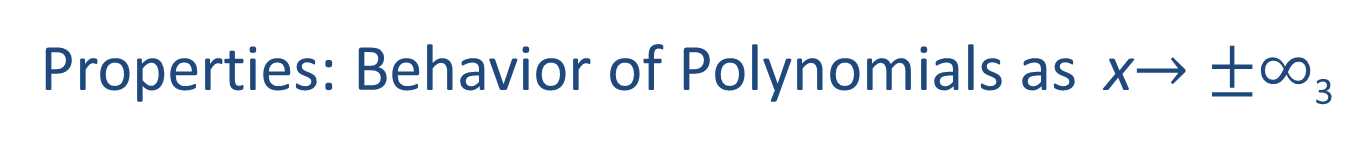 Properties: Behavior of Polynomials as x→ ±∞₃